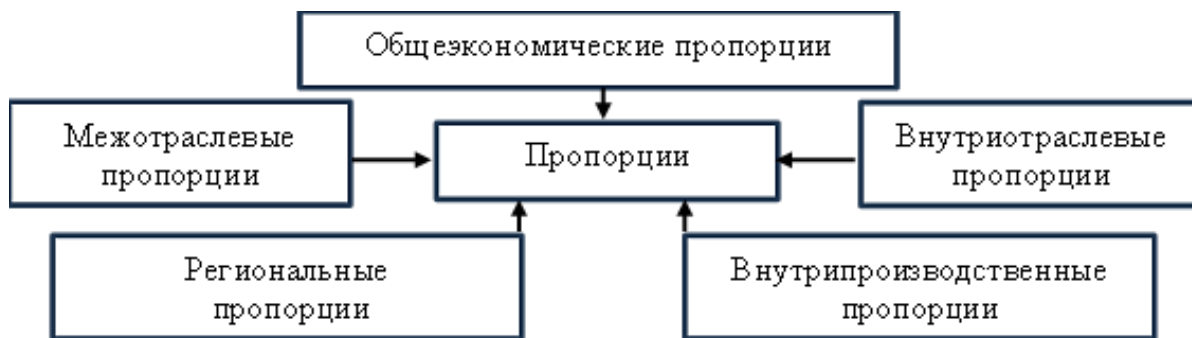 Общеэкономические пропорции
Межотраслевые
пропорции
Пропорции
Внутриотраслевые
пропорции
Региональные
пропорции
Внутрипроизводственные
пропорции